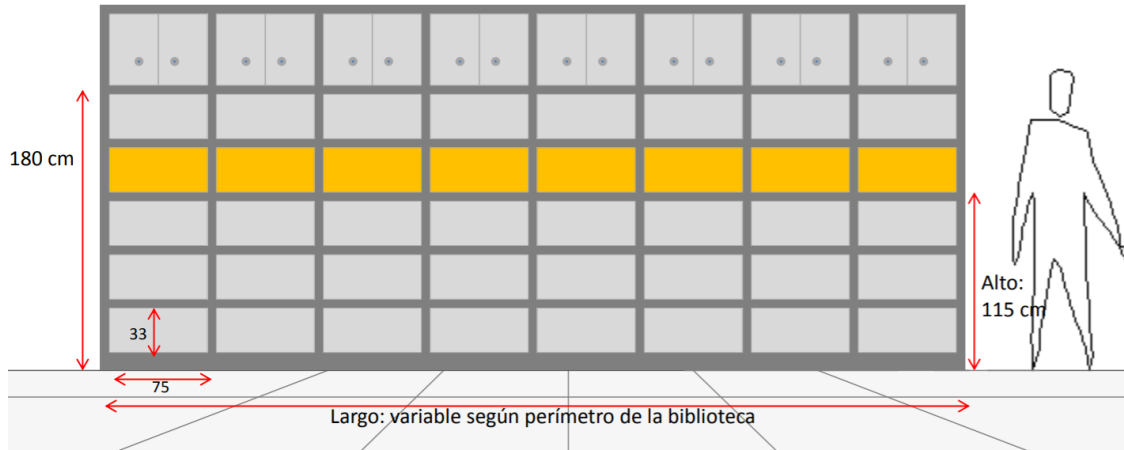 180 cm
Alto:
115 cm
33
75
Largo: variable según perímetro de la biblioteca